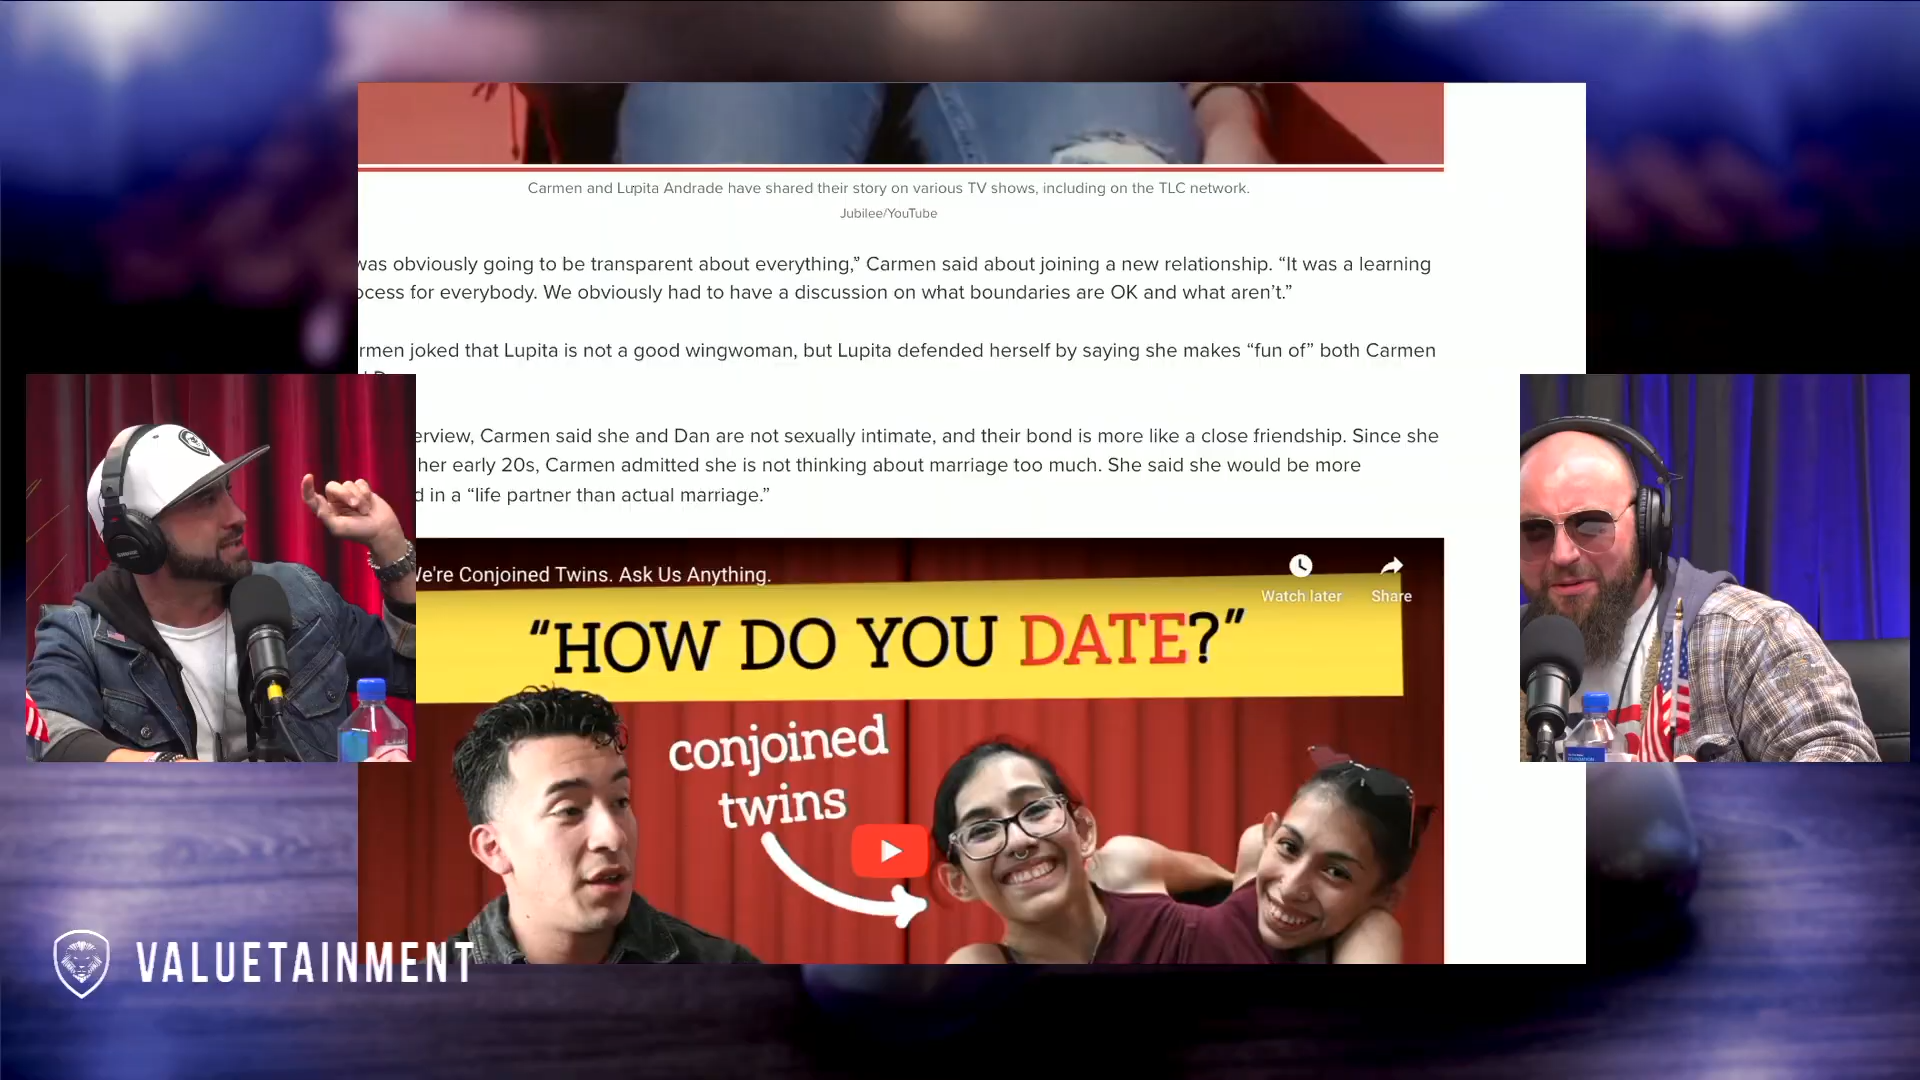 Carmen and Lupita Andrade have shared their story on various TV shows, including on the TLC network.
Jubilee/YouTube
was obviously going to be transparent about everything,” Carmen said about joining a new relationship. “It was a learning
ocess for everybody. We obviously had to have a discussion on what boundaries are OK and what aren’t.”
rmen joked that Lupita is not a good wingwoman, but Lupita defended herself by saying she makes “fun of” both Carmen
erview, Carmen said she and Dan are not sexually intimate, and their bond is more like a close friendship. Since she
her early 20s, Carmen admitted she is not thinking about marriage too much. She said she would be more
d in a “life partner than actual marriage.”
We're Conjoined Twins. Ask Us Anything.
Watch later
Share
“HOW DO YOU DATE?”
conjoined
twins
VALUETAINMENT